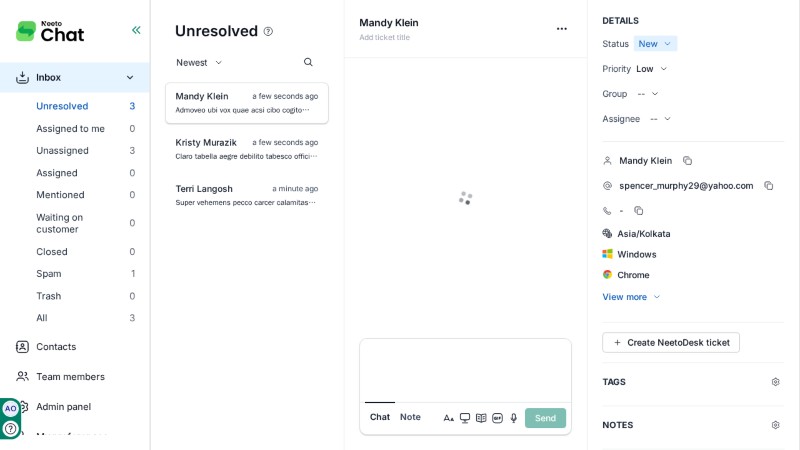 Neeto
Chat
Inbox
Unresolved 3
Assigned to me 0
Unassigned 3
Assigned 0
Mentioned 0
Waiting on
customer 0
Closed 0
Spam 1
Trash 0
All 3
Contacts
Team members
Admin panel
AO
Unresolved
Newest
Mandy Klein a few seconds ago
Admoveo ubi vox quae acsi cibo cogito···
Kristy Murazik a few seconds ago
Claro tabella aegre debilito tabesco offici···
Terri Langosh a minute ago
Super vehemens pecco carcer calamitas···
Mandy Klein
Add ticket title
Chat Note
GIF
Send
DETAILS
Status New
Priority Low
Group --
Assignee --
Mandy Klein
spencer_murphy29@yahoo.com
-
Asia/Kolkata
Windows
Chrome
View more
+ Create NeetoDesk ticket
TAGS
NOTES